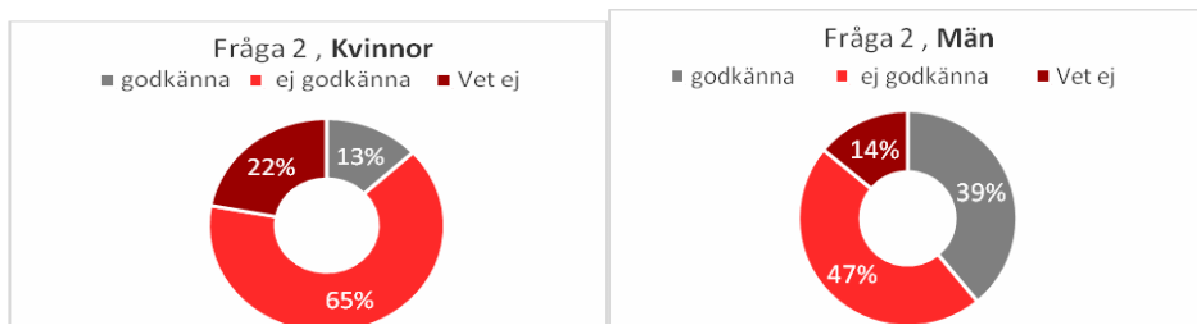 Fråga 2 , Kvinnor
godkänna ej godkänna Vet ej
22%
13%
65%
Fråga 2 , Män
godkänna ej godkänna Vet ej
14%
39%
47%